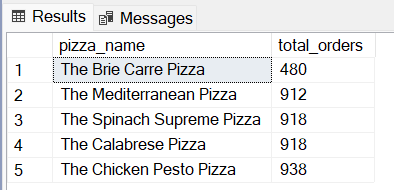 Results Messages
pizza_name total_orders
1 The Brie Carre Pizza 480
2 The Mediterranean Pizza 912
3 The Spinach Supreme Pizza 918
4 The Calabrese Pizza 918
5 The Chicken Pesto Pizza 938